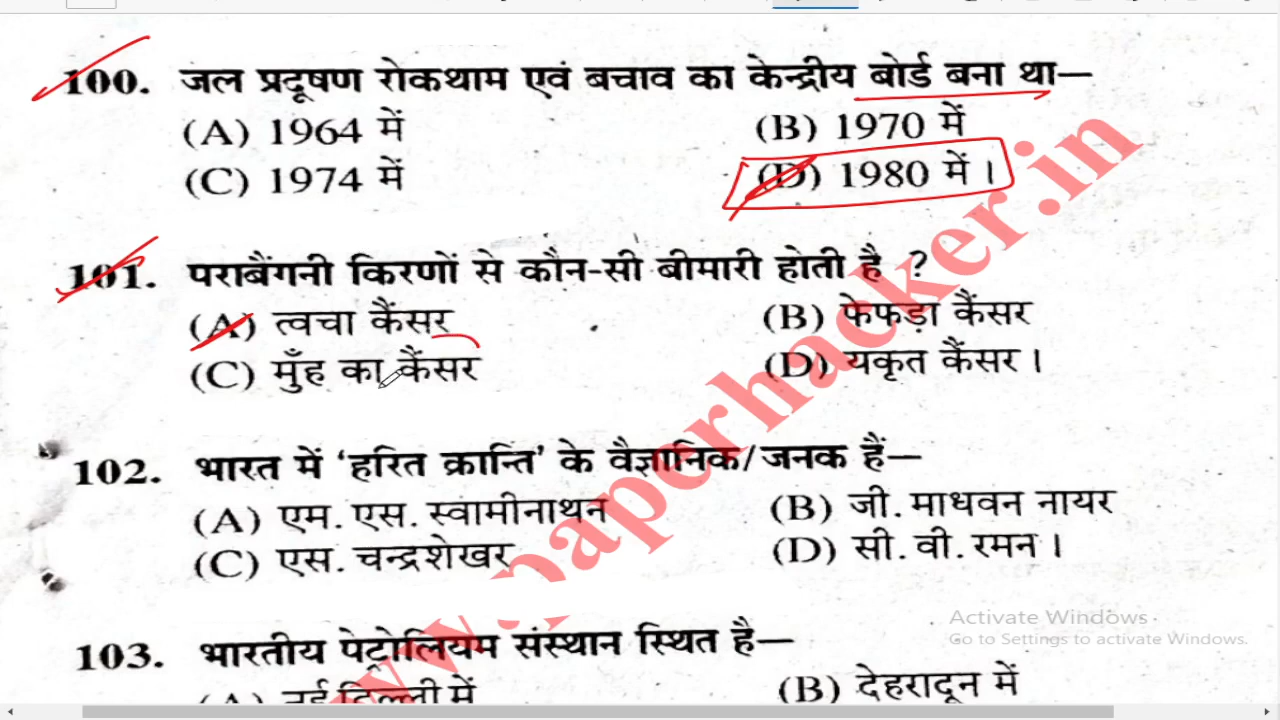 100. जल प्रदूषण रोकथाम एवं बचाव का केन्द्रीय बोर्ड बना था—
(A) 1964 में (B) 1970 में
(C) 1974 में (D) 1980 में ।
101. पराबैंगनी किरणों से कौन-सी बीमारी होती है ?
(A) त्वचा कैंसर (B) फेफड़ा कैंसर
(C) मुँह का कैंसर (D) यकृत कैंसर ।
102. भारत में ‘हरित क्रान्ति’ के वैज्ञानिक/जनक हैं—
(A) एम. एस. स्वामीनाथन (B) जी. माधवन नायर
(C) एस. चन्द्रशेखर (D) सी. वी. रमन ।
103. भारतीय पेट्रोलियम संस्थान स्थित है—
(A) नई दिल्ली में (B) देहरादून में
www.paperhacker.in
Activate Windows
Go to Settings to activate Windows.